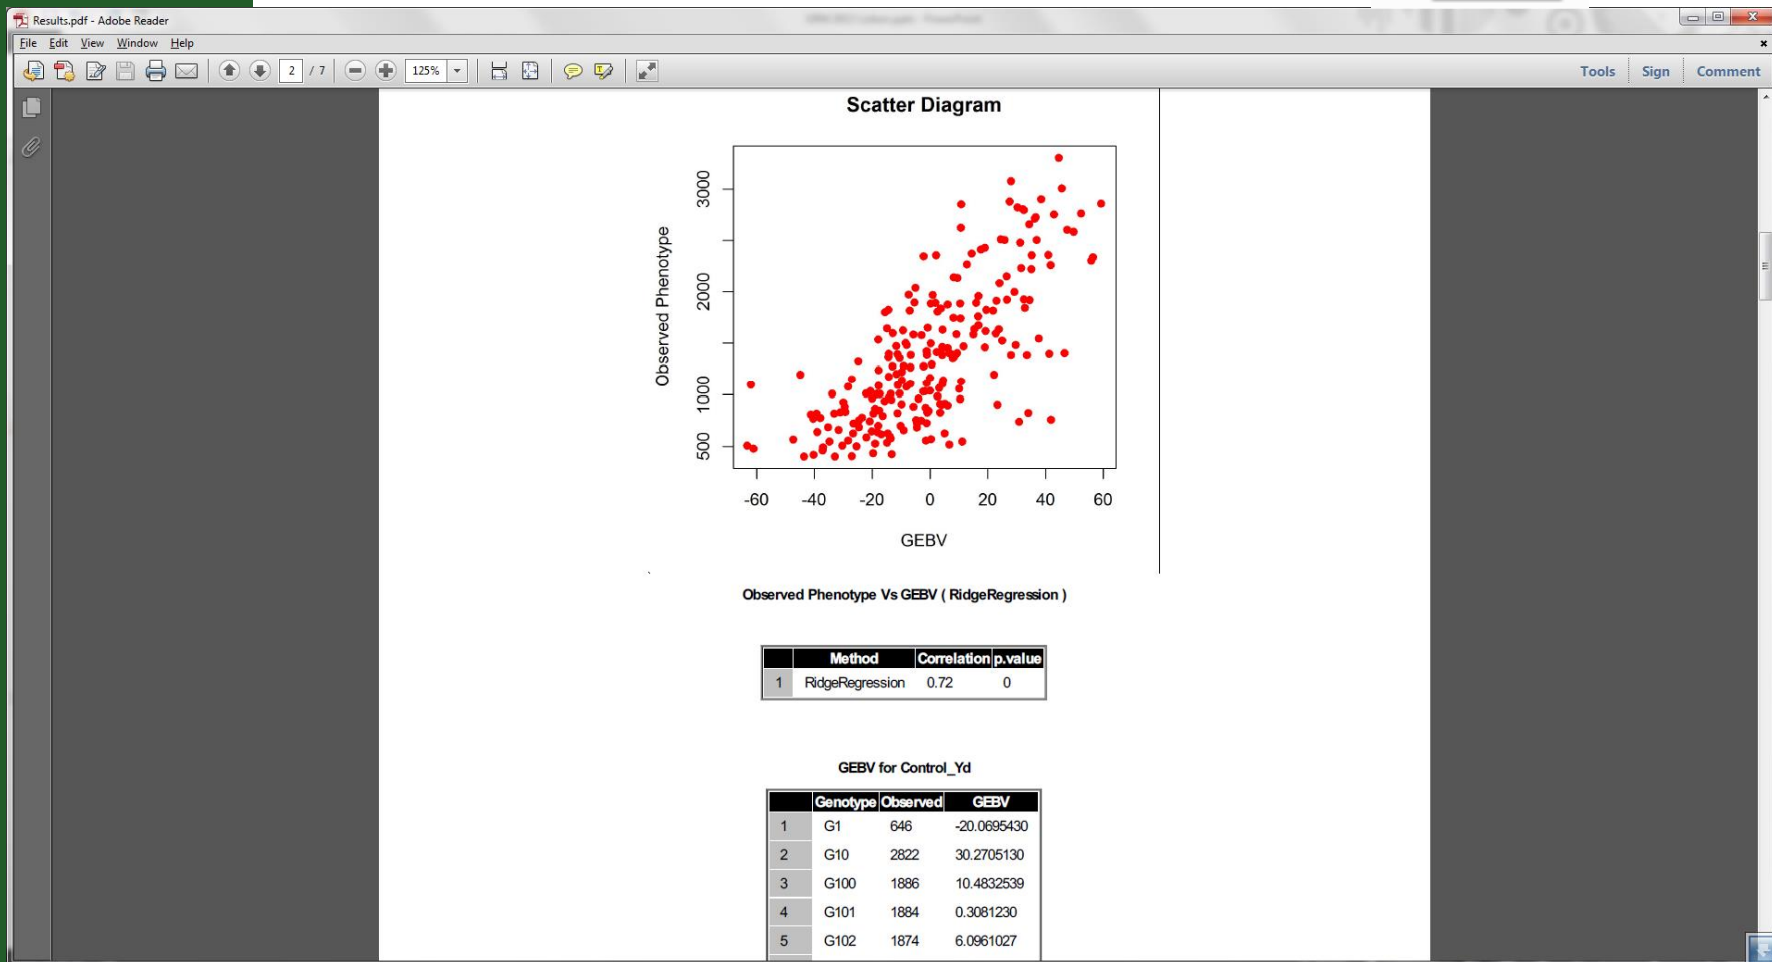 Results.pdf - Adobe Reader
File Edit View Window Help
2 / 7 125% Tools Sign Comment
Scatter Diagram
Observed Phenotype
3000
2000
1000
500
-60 -40 -20 0 20 40 60
GEBV
Observed Phenotype Vs GEBV ( RidgeRegression )
Method Correlation p.value
1 RidgeRegression 0.72 0
GEBV for Control_Yd
Genotype Observed GEBV
1 G1 646 -20.0695430
2 G10 2822 30.2705130
3 G100 1886 10.4832539
4 G101 1884 0.3081230
5 G102 1874 6.0961027